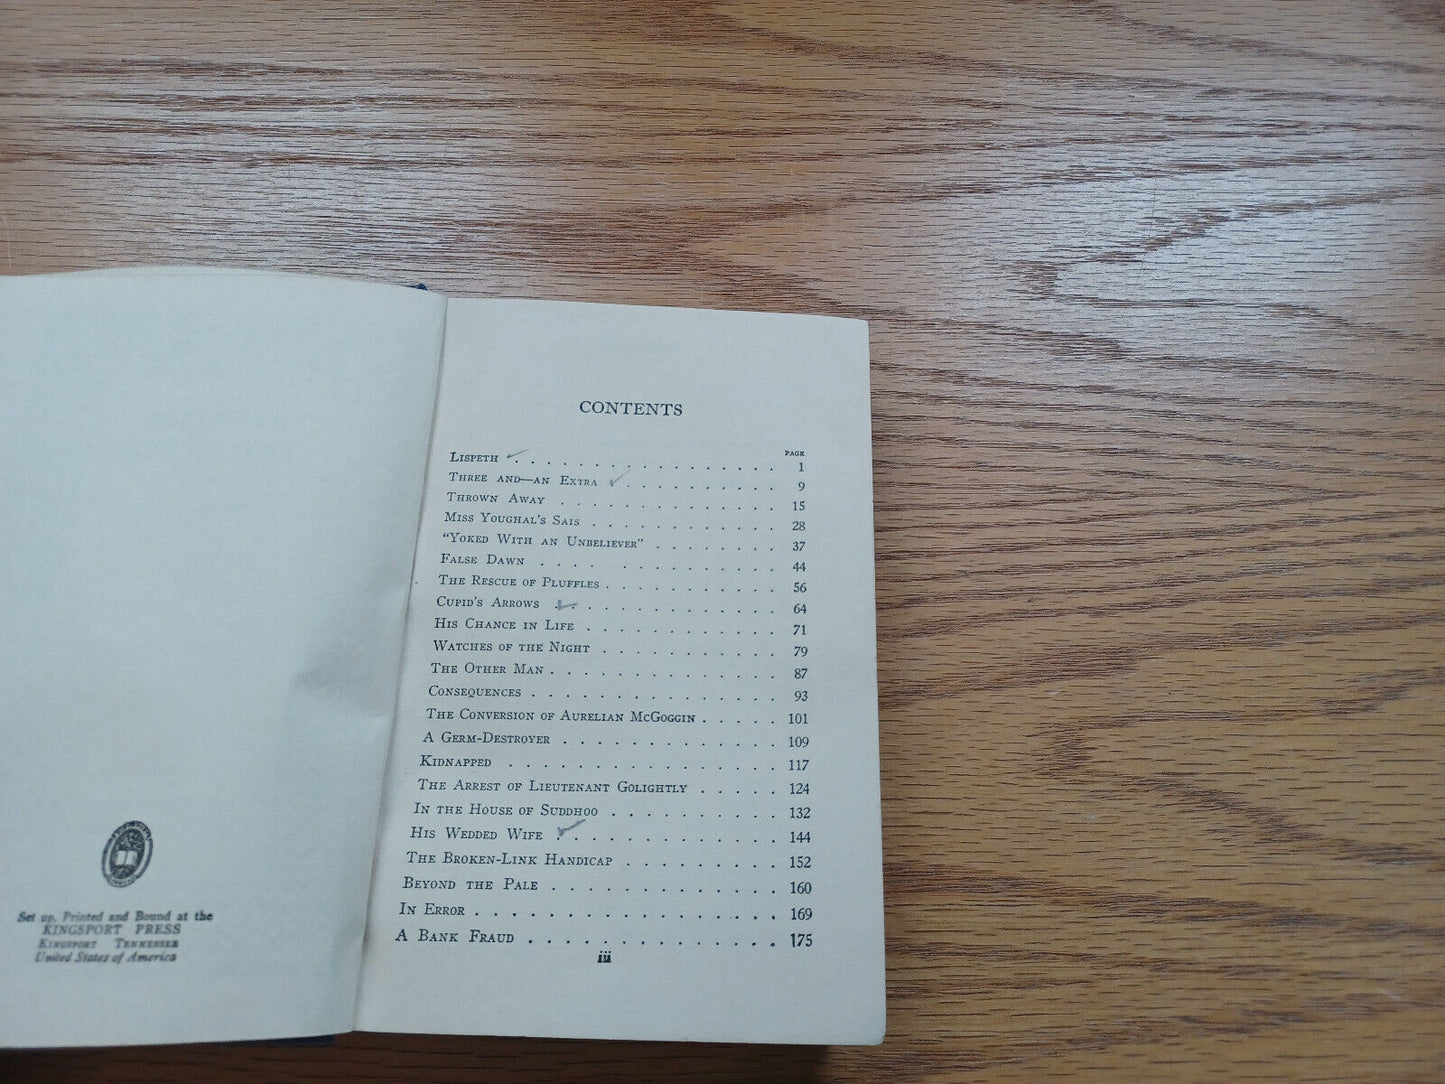 Set up, Printed and Bound at the
KINGSPORT PRESS
KINGSPORT TENNESSEE
United States of America
CONTENTS
PAGE
LISPETH . . . . . . . . . . . . . . . . . 1
THREE AND—AN EXTRA . . . . . . . . . . 9
THROWN AWAY . . . . . . . . . . . . . 15
MISS YOUGHAL'S SAIS . . . . . . . . . . . . 28
"YOKED WITH AN UNBELIEVER" . . . . . . . . 37
FALSE DAWN . . . . . . . . . . . . 44
THE RESCUE OF PLUFFLES . . . . . . . . . . . 56
CUPID'S ARROWS . . . . . . . . . . . . . 64
HIS CHANCE IN LIFE . . . . . . . . . . . . 71
WATCHES OF THE NIGHT . . . . . . . . . . . 79
THE OTHER MAN . . . . . . . . . . . . . . 87
CONSEQUENCES . . . . . . . . . . . . . . . 93
THE CONVERSION OF AURELIAN MCGOGGIN . . . . . 101
A GERM-DESTROYER . . . . . . . . . . . . . 109
KIDNAPPED . . . . . . . . . . . . . . . . 117
THE ARREST OF LIEUTENANT GOLIGHTLY . . . . . 124
IN THE HOUSE OF SUDDHOO . . . . . . . . . . 132
HIS WEDDED WIFE . . . . . . . . . . . . . 144
THE BROKEN-LINK HANDICAP . . . . . . . . . 152
BEYOND THE PALE . . . . . . . . . . . . . 160
IN ERROR . . . . . . . . . . . . . . . . . 169
A BANK FRAUD . . . . . . . . . . . . . . 175
iii